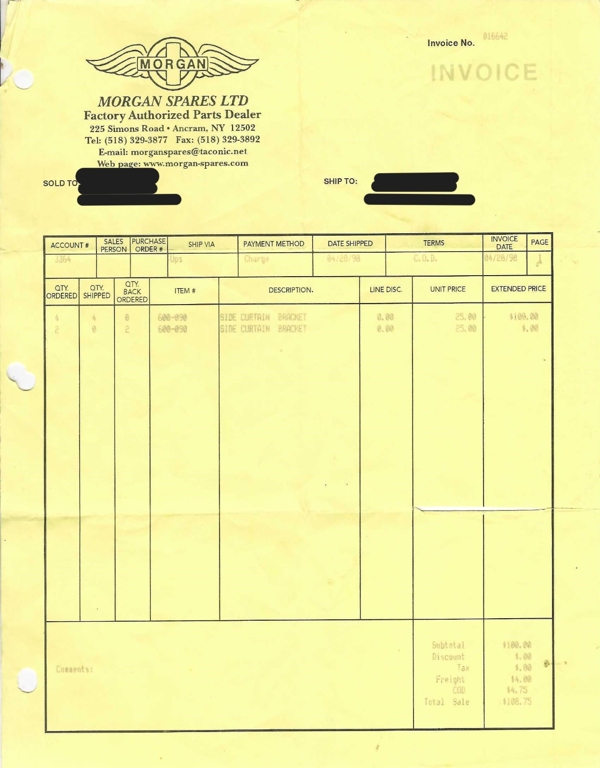 Invoice No. 016642
INVOICE
MORGAN
MORGAN SPARES LTD
Factory Authorized Parts Dealer
225 Simons Road • Ancram, NY 12502
Tel: (518) 329-3877 Fax: (518) 329-3892
E-mail: morganspares@taconic.net
Web page: www.morgan-spares.com
SOLD TO
SHIP TO:
ACCOUNT # SALES PERSON PURCHASE ORDER # SHIP VIA PAYMENT METHOD DATE SHIPPED TERMS INVOICE DATE PAGE
3364 Ups Charge 04/28/98 C.O.D. 04/28/98 1
QTY. ORDERED QTY. SHIPPED QTY. BACK ORDERED ITEM # DESCRIPTION. LINE DISC. UNIT PRICE EXTENDED PRICE
4 4 0 600-090 SIDE CURTAIN BRACKET 0.00 25.00 $100.00
2 0 2 600-090 SIDE CURTAIN BRACKET 0.00 25.00 $.00
Comments:
Subtotal $100.00
Discount $.00
Tax $.00
Freight $4.00
COD $4.75
Total Sale $108.75